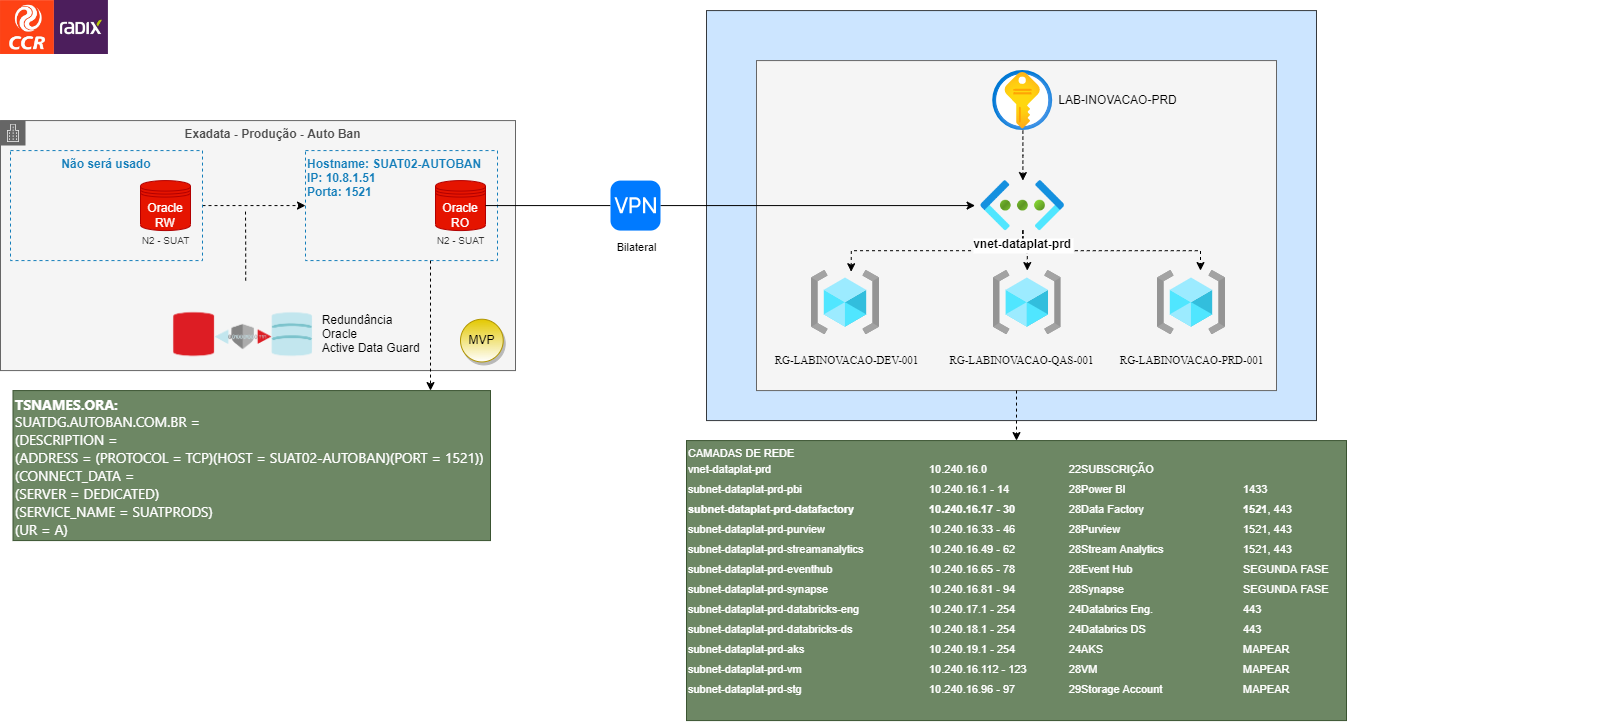 CCR
radix
LAB-INOVACAO-PRD
Exadata - Produção - Auto Ban
Não será usado
Oracle
RW
N2 - SUAT
Hostname: SUAT02-AUTOBAN
IP: 10.8.1.51
Porta: 1521
Oracle
RO
N2 - SUAT
VPN
Bilateral
vnet-dataplat-prd
RG-LABINOVACAO-DEV-001
RG-LABINOVACAO-QAS-001
RG-LABINOVACAO-PRD-001
Redundância
Oracle
Active Data Guard
MVP
TSNAMES.ORA:
SUATDG.AUTOBAN.COM.BR =
(DESCRIPTION =
(ADDRESS = (PROTOCOL = TCP)(HOST = SUAT02-AUTOBAN)(PORT = 1521))
(CONNECT_DATA =
(SERVER = DEDICATED)
(SERVICE_NAME = SUATPRODS)
(UR = A)
CAMADAS DE REDE
vnet-dataplat-prd 10.240.16.0 22SUBSCRIÇÃO
subnet-dataplat-prd-pbi 10.240.16.1 - 14 28Power BI 1433
subnet-dataplat-prd-datafactory 10.240.16.17 - 30 28Data Factory 1521, 443
subnet-dataplat-prd-purview 10.240.16.33 - 46 28Purview 1521, 443
subnet-dataplat-prd-streamanalytics 10.240.16.49 - 62 28Stream Analytics 1521, 443
subnet-dataplat-prd-eventhub 10.240.16.65 - 78 28Event Hub SEGUNDA FASE
subnet-dataplat-prd-synapse 10.240.16.81 - 94 28Synapse SEGUNDA FASE
subnet-dataplat-prd-databricks-eng 10.240.17.1 - 254 24Databrics Eng. 443
subnet-dataplat-prd-databricks-ds 10.240.18.1 - 254 24Databrics DS 443
subnet-dataplat-prd-aks 10.240.19.1 - 254 24AKS MAPEAR
subnet-dataplat-prd-vm 10.240.16.112 - 123 28VM MAPEAR
subnet-dataplat-prd-stg 10.240.16.96 - 97 29Storage Account MAPEAR